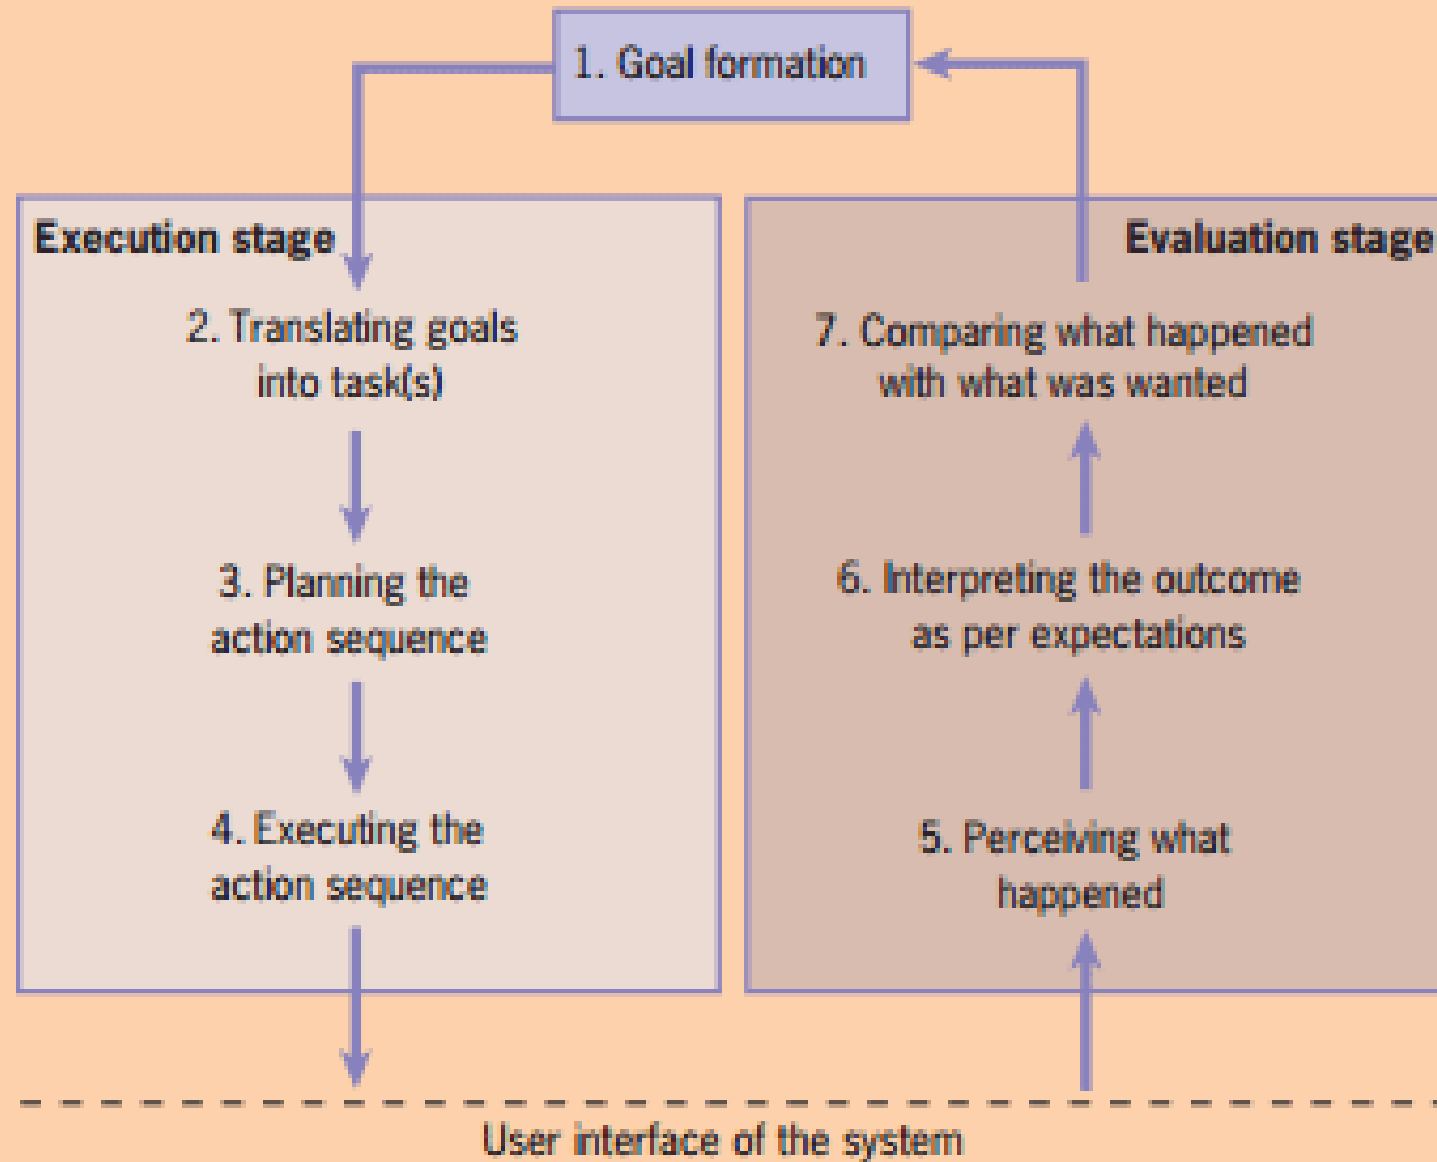 1. Goal formation
Execution stage
2. Translating goals
into task(s)
3. Planning the
action sequence
4. Executing the
action sequence
Evaluation stage
7. Comparing what happened
with what was wanted
6. Interpreting the outcome
as per expectations
5. Perceiving what
happened
User interface of the system